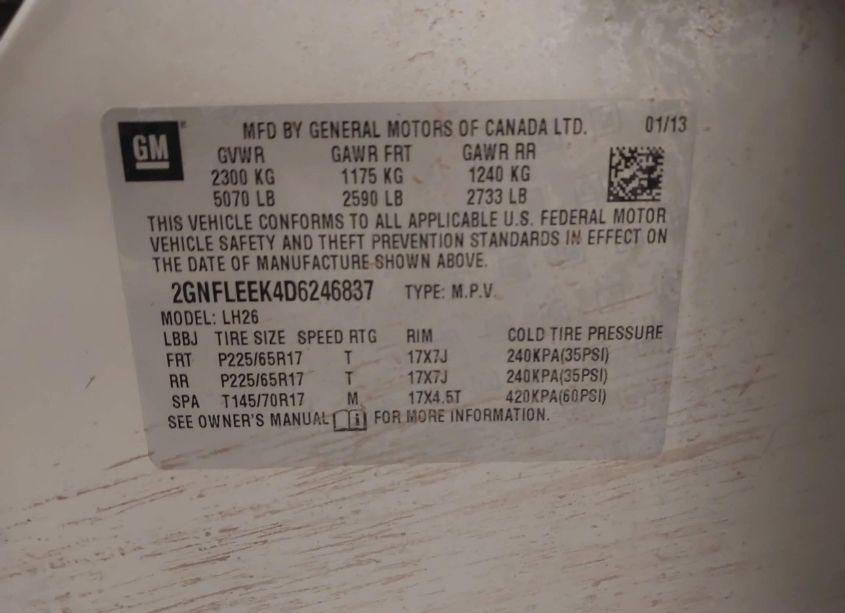 GM® MFD BY GENERAL MOTORS OF CANADA LTD. 01/13
GVWR GAWR FRT GAWR RR
2300 KG 1175 KG 1240 KG
5070 LB 2590 LB 2733 LB
THIS VEHICLE CONFORMS TO ALL APPLICABLE U.S. FEDERAL MOTOR
VEHICLE SAFETY AND THEFT PREVENTION STANDARDS IN EFFECT ON
THE DATE OF MANUFACTURE SHOWN ABOVE.
2GNFLEEK4D6246837 TYPE: M.P.V.
MODEL: LH26
LBBJ TIRE SIZE SPEED RTG RIM COLD TIRE PRESSURE
FRT P225/65R17 T 17X7J 240KPA(35PSI)
RR P225/65R17 T 17X7J 240KPA(35PSI)
SPA T145/70R17 M 17X4.5T 420KPA(60PSI)
SEE OWNER'S MANUAL i FOR MORE INFORMATION.